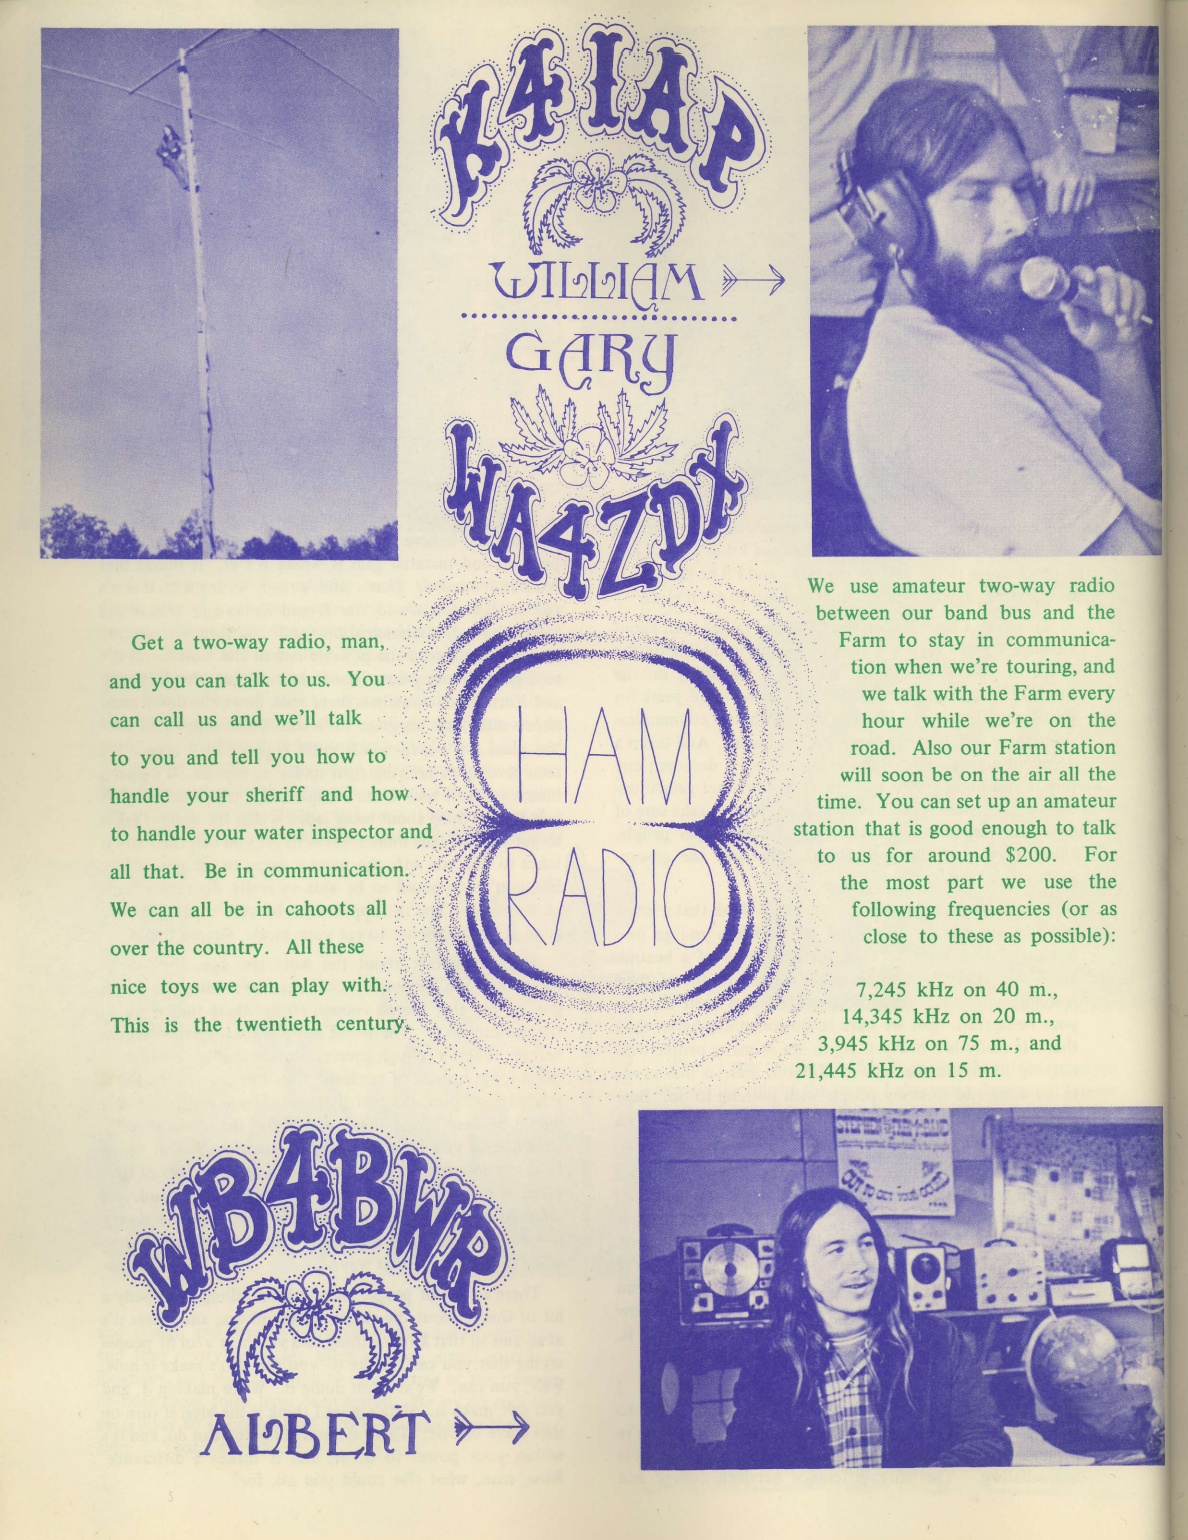 K4IAP
WILLIAM
GARY
WA4ZDX
HAM
RADIO
Get a two-way radio, man,
and you can talk to us. You
can call us and we'll talk
to you and tell you how to
handle your sheriff and how
to handle your water inspector and
all that. Be in communication.
We can all be in cahoots all
over the country. All these
nice toys we can play with.
This is the twentieth century.
We use amateur two-way radio
between our band bus and the
Farm to stay in communica-
tion when we're touring, and
we talk with the Farm every
hour while we're on the
road. Also our Farm station
will soon be on the air all the
time. You can set up an amateur
station that is good enough to talk
to us for around $200. For
the most part we use the
following frequencies (or as
close to these as possible):
7,245 kHz on 40 m.,
14,345 kHz on 20 m.,
3,945 kHz on 75 m., and
21,445 kHz on 15 m.
WB4BWR
ALBERT
STEPHEN
OUT TO GET YOUR